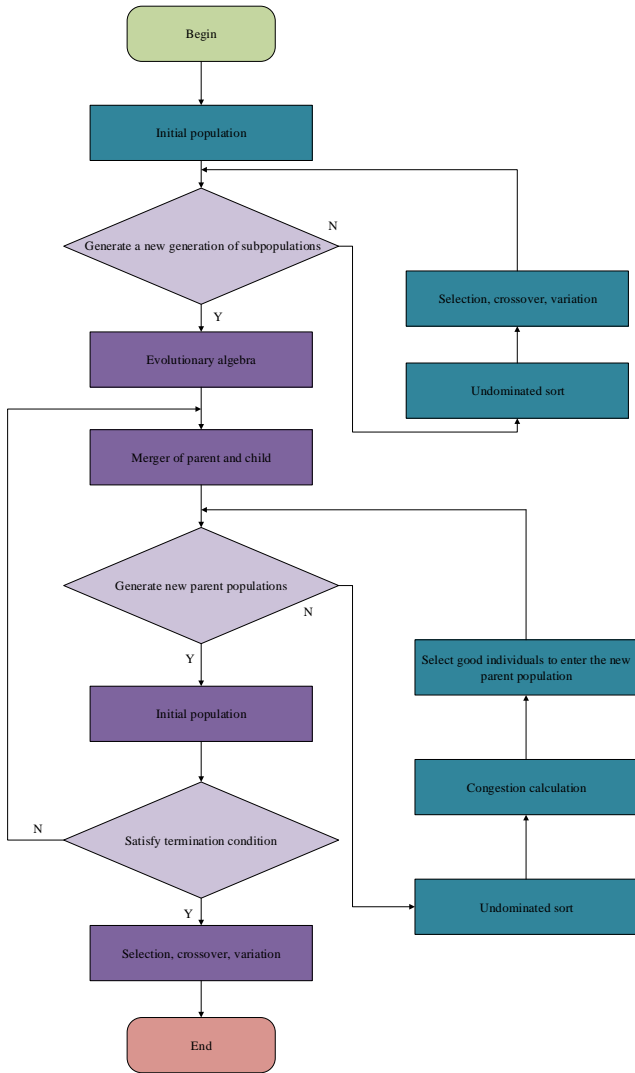 Begin
Initial population
N
Generate a new generation of subpopulations
Selection, crossover, variation
Y
Evolutionary algebra
Undominated sort
Merger of parent and child
Generate new parent populations
N
Y
Select good individuals to enter the new
parent population
Initial population
Congestion calculation
N
Satisfy termination condition
Y
Undominated sort
Selection, crossover, variation
End